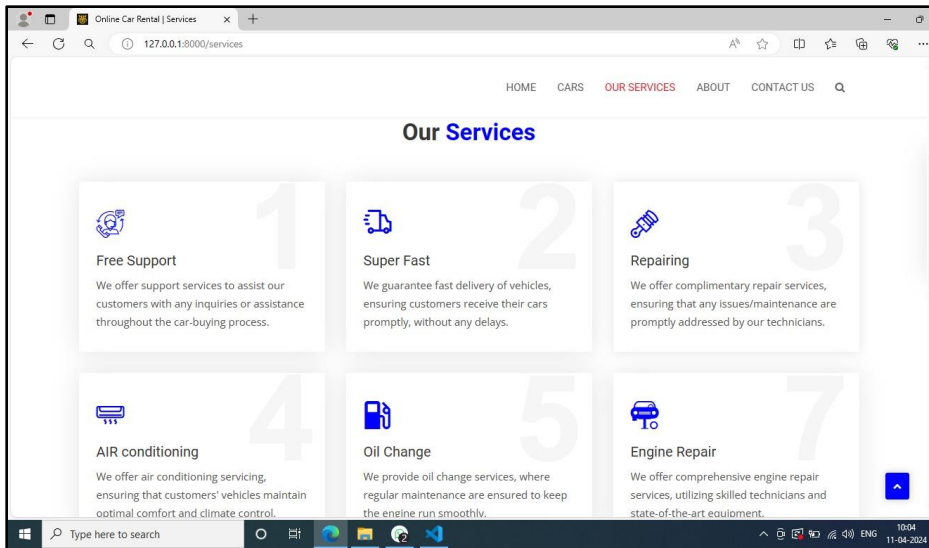 Online Car Rental | Services
127.0.0.1:8000/services
HOME CARS OUR SERVICES ABOUT CONTACT US
Our Services
1
2
3
Free Support
We offer support services to assist our
customers with any inquiries or assistance
throughout the car-buying process.
Super Fast
We guarantee fast delivery of vehicles,
ensuring customers receive their cars
promptly, without any delays.
Repairing
We offer complimentary repair services,
ensuring that any issues/maintenance are
promptly addressed by our technicians.
4
5
7
AIR conditioning
We offer air conditioning servicing,
ensuring that customers' vehicles maintain
optimal comfort and climate control.
Oil Change
We provide oil change services, where
regular maintenance are ensured to keep
the engine run smoothly.
Engine Repair
We offer comprehensive engine repair
services, utilizing skilled technicians and
state-of-the-art equipment.
Type here to search
2
ENG
10:04
11-04-2024